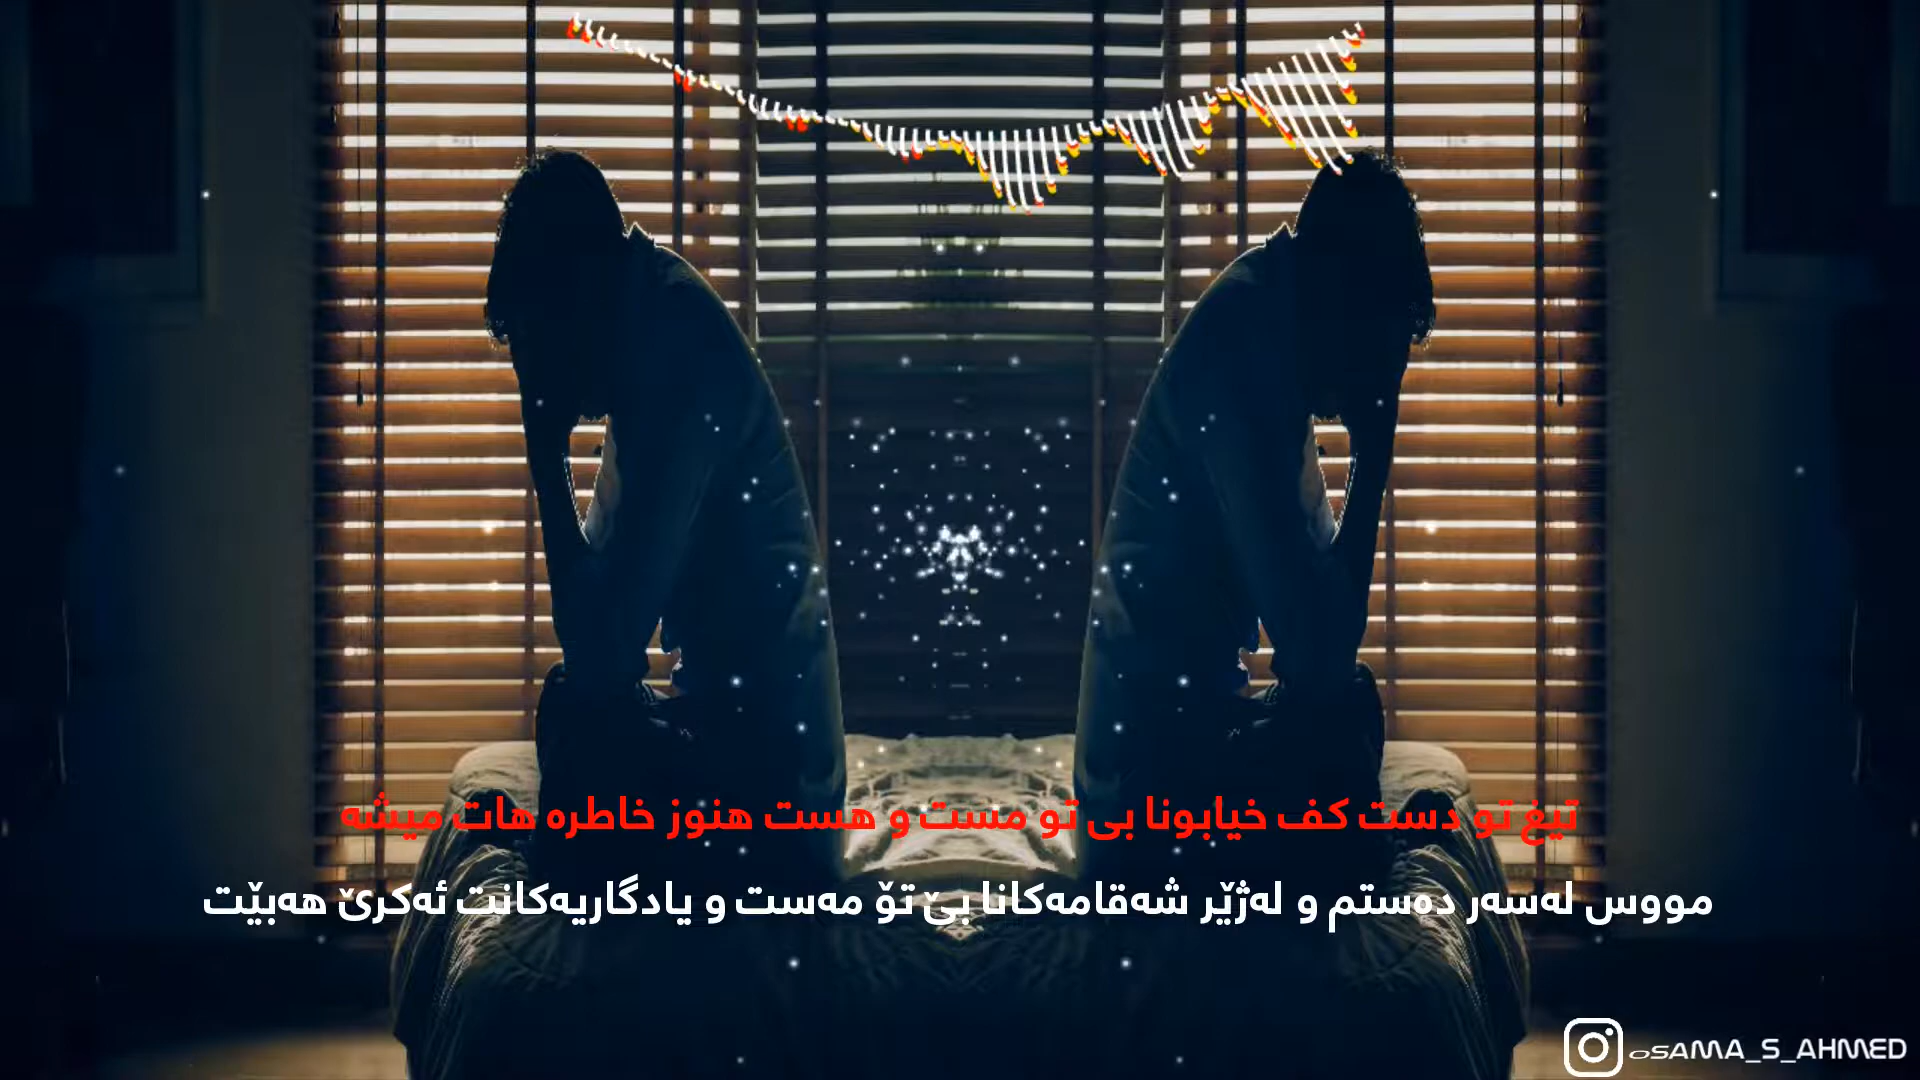 تیغ تو دست کف خیابونا بی تو مست و هست هنوز خاطره هات میشه
مووس لەسەر دەستم و لەژێر شەقامەکانا بێ تۆ مەست و یادگاریەکانت ئەکرێ هەبێت
OSAMA_S_AHMED